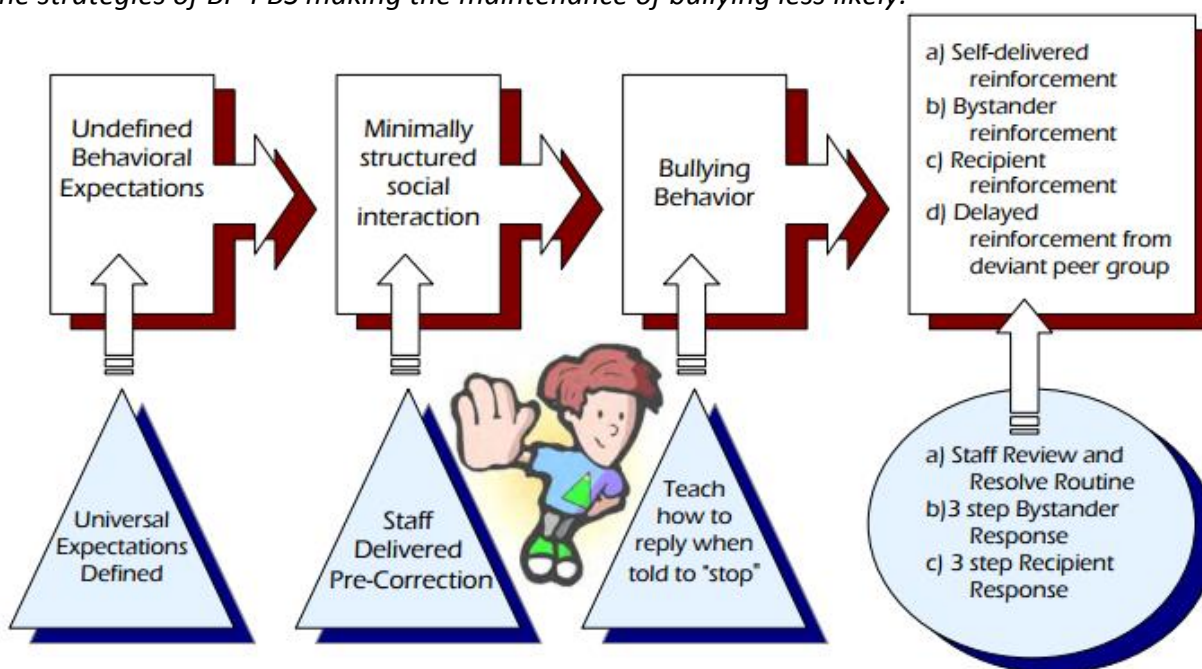 the strategies of BP-PBS making the maintenance of bullying less likely.
Undefined
Behavioral
Expectations
Minimally
structured
social
interaction
Bullying
Behavior
a) Self-delivered
reinforcement
b) Bystander
reinforcement
c) Recipient
reinforcement
d) Delayed
reinforcement from
deviant peer group
Universal
Expectations
Defined
Staff
Delivered
Pre-Correction
Teach
how to
reply when
told to "stop"
a) Staff Review and
Resolve Routine
b)3 step Bystander
Response
c) 3 step Recipient
Response